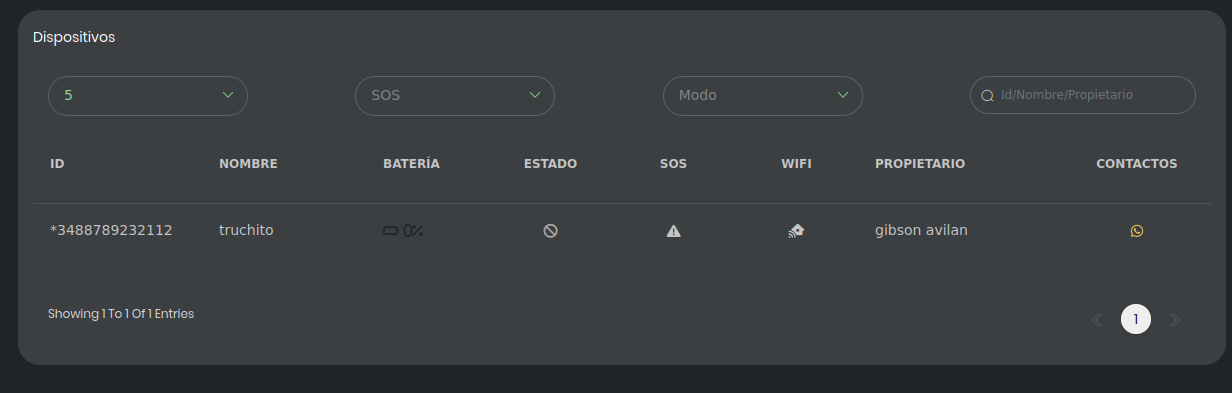 Dispositivos
5 SOS Modo Id/Nombre/Propietario
ID NOMBRE BATERÍA ESTADO SOS WIFI PROPIETARIO CONTACTOS
*3488789232112 truchito 0% gibson avilan
Showing 1 To 1 Of 1 Entries 1